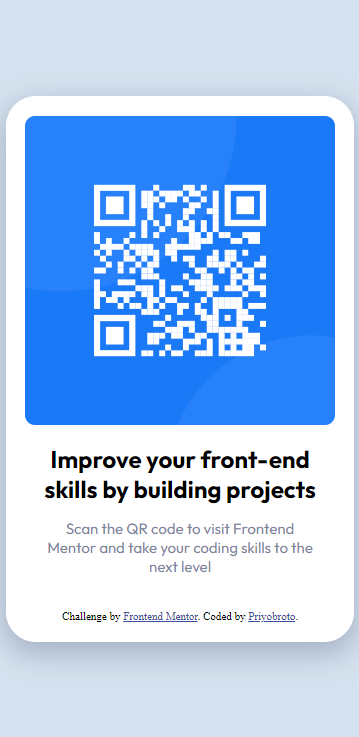 Improve your front-end
skills by building projects
Scan the QR code to visit Frontend
Mentor and take your coding skills to the
next level
Challenge by Frontend Mentor. Coded by Priyobroto.